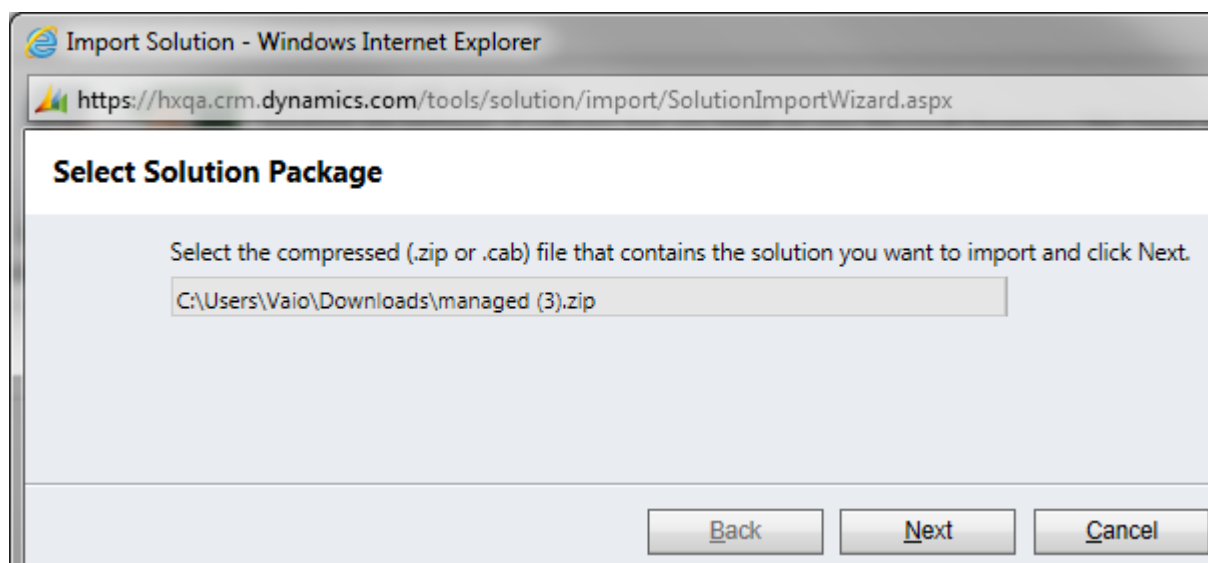 Import Solution - Windows Internet Explorer
https://hxqa.crm.dynamics.com/tools/solution/import/SolutionImportWizard.aspx
Select Solution Package
Select the compressed (.zip or .cab) file that contains the solution you want to import and click Next.
C:\Users\Vaio\Downloads\managed (3).zip
Back Next Cancel